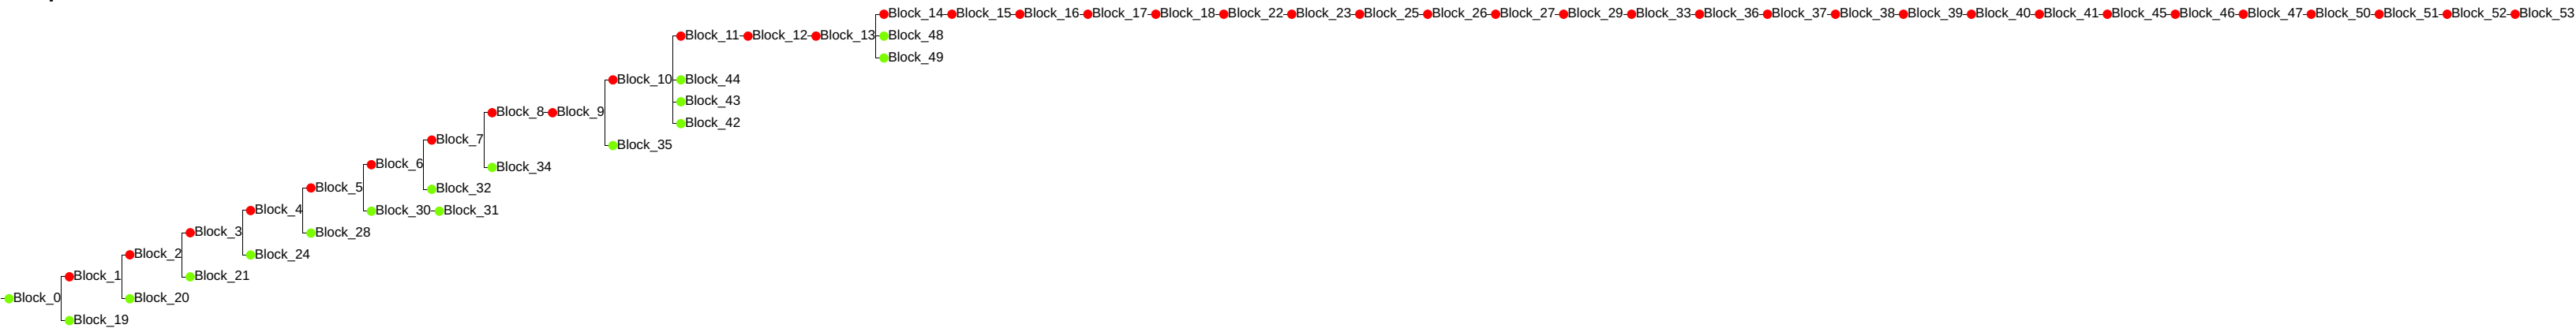 Block_14 Block_15 Block_16 Block_17 Block_18 Block_22 Block_23 Block_25 Block_26 Block_27 Block_29 Block_33 Block_36 Block_37 Block_38 Block_39 Block_40 Block_41 Block_45 Block_46 Block_47 Block_50 Block_51 Block_52 Block_53
Block_11 Block_12 Block_13 Block_48
Block_49
Block_10 Block_44
Block_43
Block_8 Block_9
Block_42
Block_7
Block_35
Block_6
Block_34
Block_5 Block_32
Block_4 Block_30 Block_31
Block_3 Block_28
Block_2 Block_24
Block_1 Block_21
Block_0 Block_20
Block_19